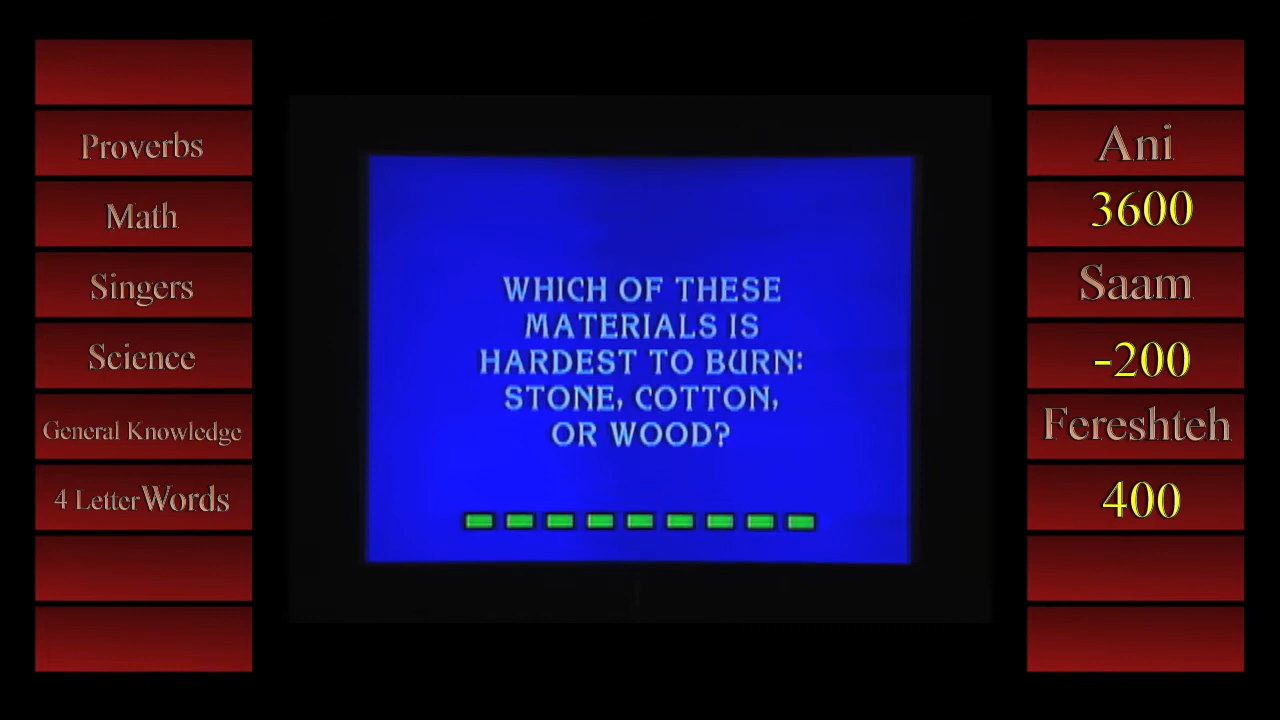 Proverbs
Math
Singers
Science
General Knowledge
4 Letter Words
WHICH OF THESE
MATERIALS IS
HARDEST TO BURN:
STONE, COTTON,
OR WOOD?
Ani
3600
Saam
-200
Fereshteh
400